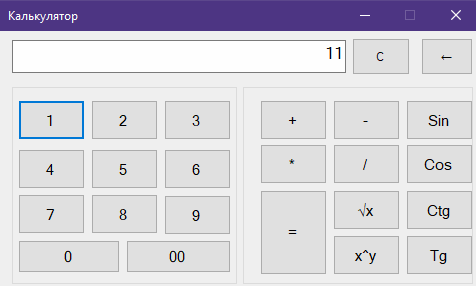 Калькулятор
11 C ←
1 2 3 + - Sin
4 5 6 * / Cos
7 8 9 = √x Ctg
0 00 x^y Tg